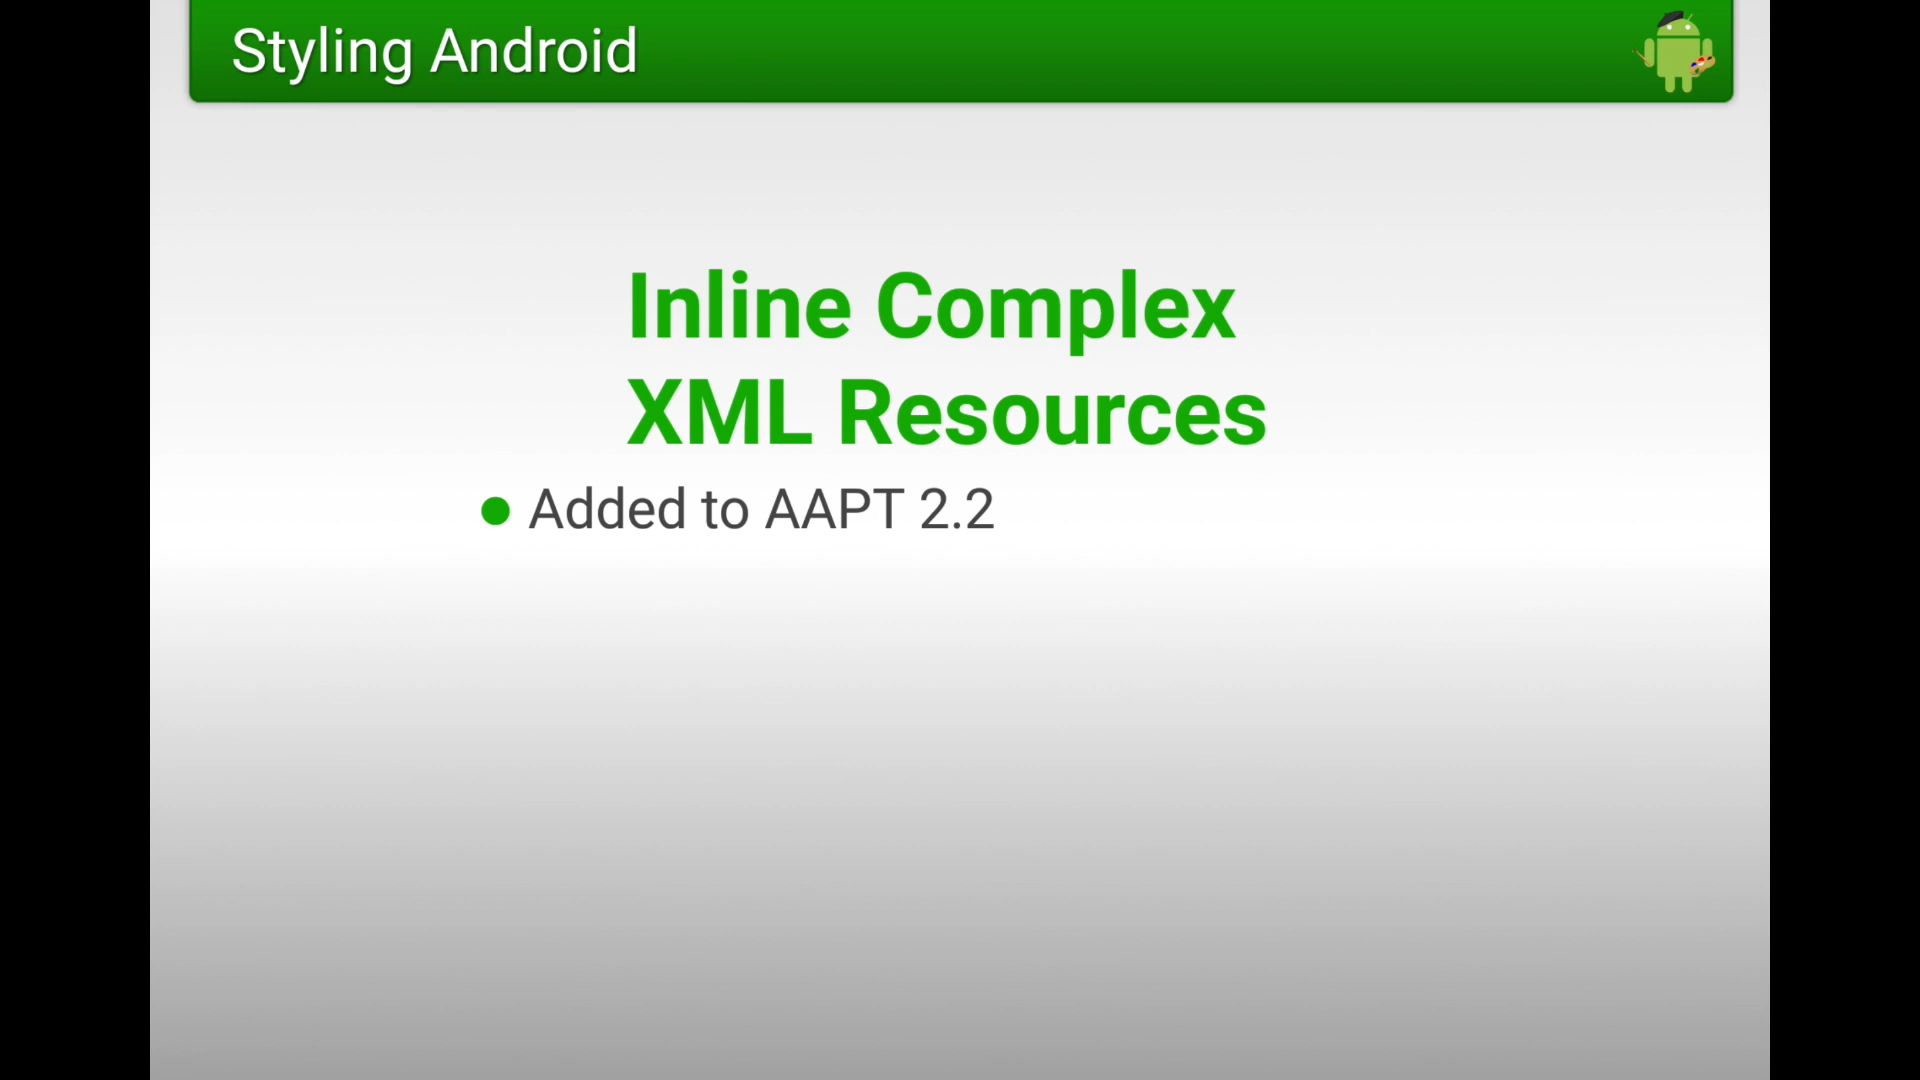 Styling Android
Inline Complex
XML Resources
Added to AAPT 2.2